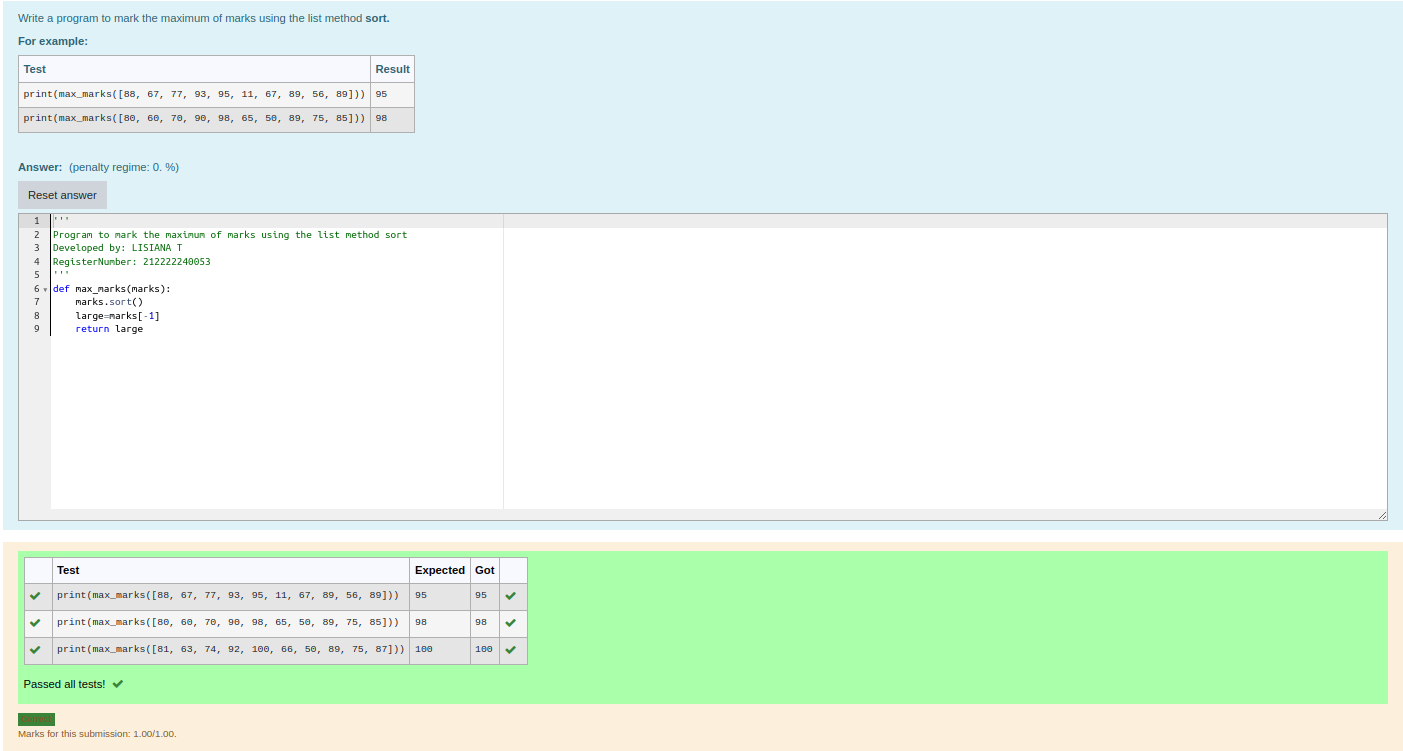 Write a program to mark the maximum of marks using the list method sort.
For example:
Test Result
print(max_marks([88, 67, 77, 93, 95, 11, 67, 89, 56, 89])) 95
print(max_marks([80, 60, 70, 90, 98, 65, 50, 89, 75, 85])) 98
Answer: (penalty regime: 0. %)
Reset answer
1 '''
2 Program to mark the maximum of marks using the list method sort
3 Developed by: LISIANA T
4 RegisterNumber: 212222240053
5 '''
6 def max_marks(marks):
7 marks.sort()
8 large=marks[-1]
9 return large
Test Expected Got
print(max_marks([88, 67, 77, 93, 95, 11, 67, 89, 56, 89])) 95 95
print(max_marks([80, 60, 70, 90, 98, 65, 50, 89, 75, 85])) 98 98
print(max_marks([81, 63, 74, 92, 100, 66, 50, 89, 75, 87])) 100 100
Passed all tests!
Marks for this submission: 1.00/1.00.